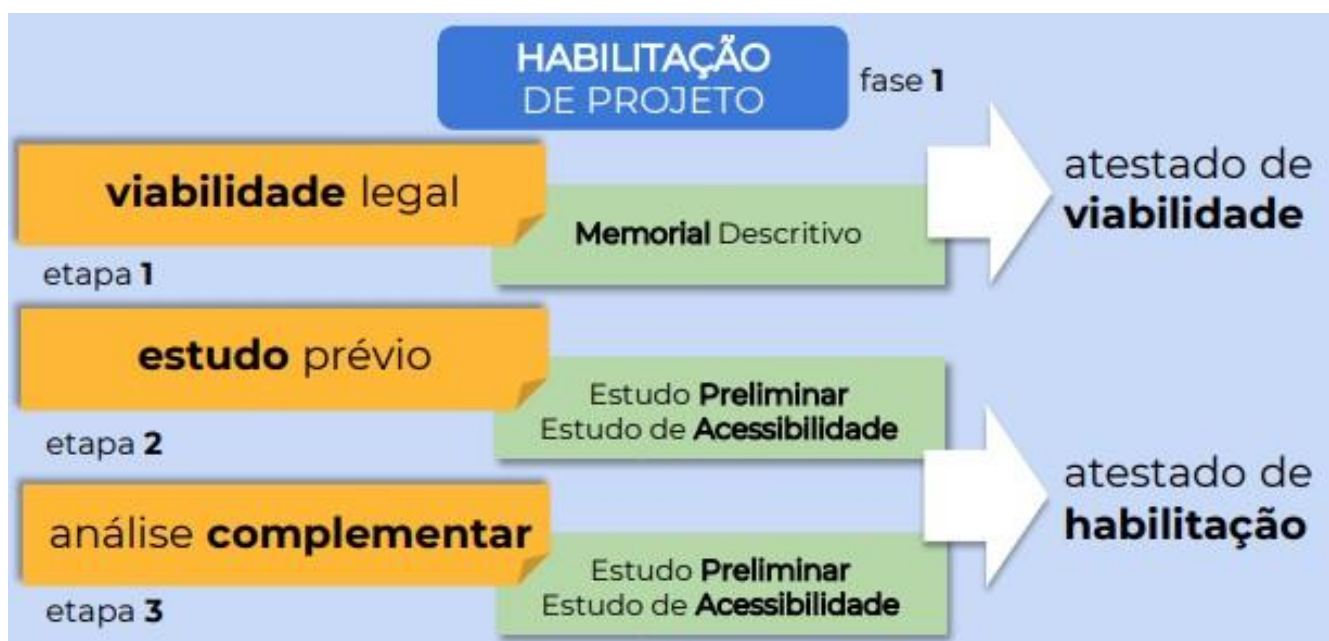 HABILITAÇÃO
DE PROJETO
fase 1
viabilidade legal
etapa 1
Memorial Descritivo
atestado de
viabilidade
estudo prévio
etapa 2
Estudo Preliminar
Estudo de Acessibilidade
análise complementar
etapa 3
Estudo Preliminar
Estudo de Acessibilidade
atestado de
habilitação